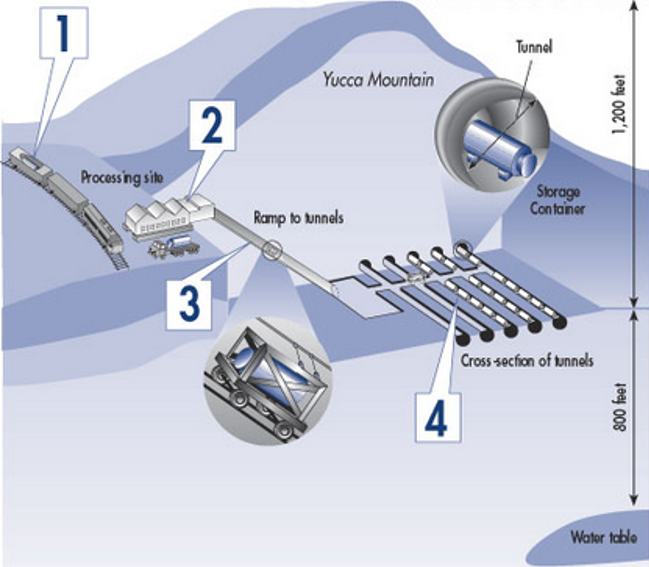 1
Tunnel
Yucca Mountain
1,200 feet
2
Processing site
Storage
Container
Ramp to tunnels
3
Cross-section of tunnels
4
800 feet
Water table